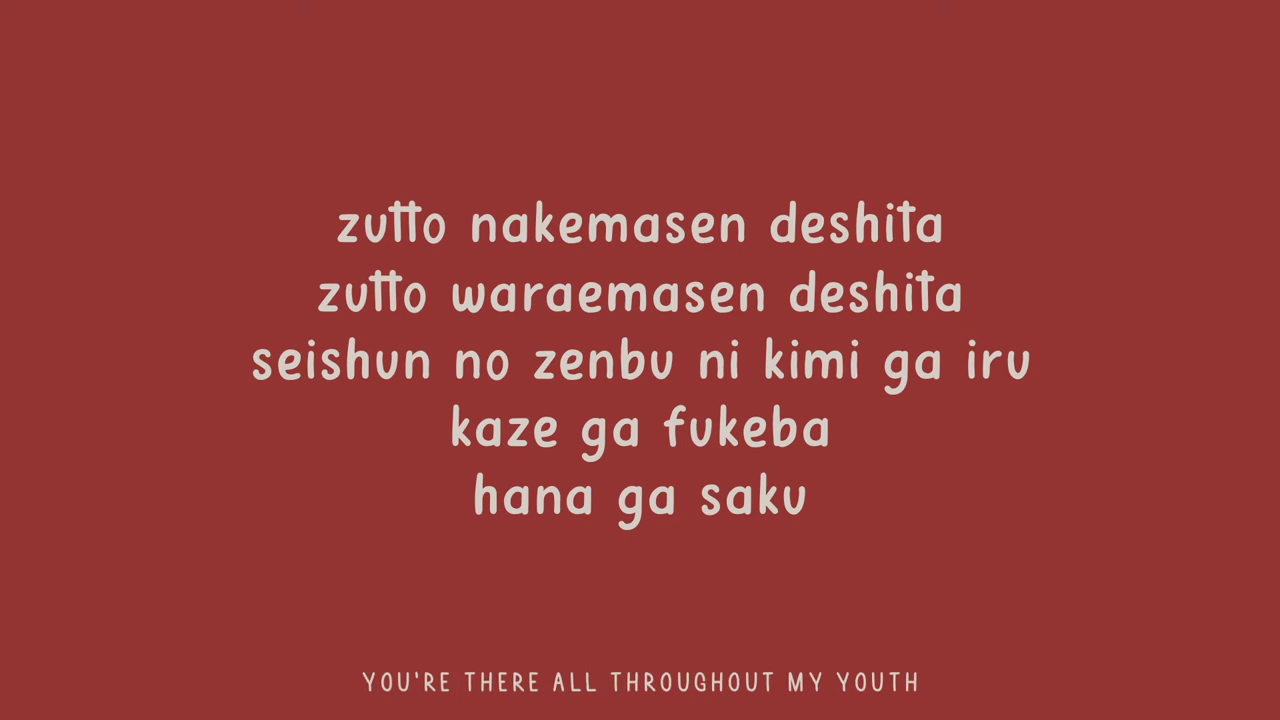 zutto nakemasen deshita
zutto waraemasen deshita
seishun no zenbu ni kimi ga iru
kaze ga fukeba
hana ga saku
YOU'RE THERE ALL THROUGHOUT MY YOUTH